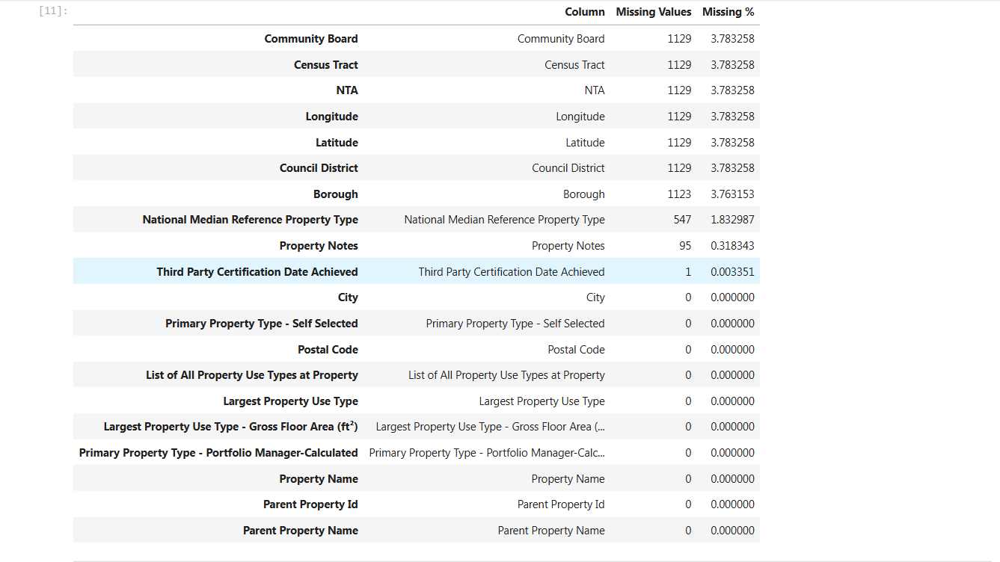 [11]:
Column Missing Values Missing %
Community Board Community Board 1129 3.783258
Census Tract Census Tract 1129 3.783258
NTA NTA 1129 3.783258
Longitude Longitude 1129 3.783258
Latitude Latitude 1129 3.783258
Council District Council District 1129 3.783258
Borough Borough 1123 3.763153
National Median Reference Property Type National Median Reference Property Type 547 1.832987
Property Notes Property Notes 95 0.318343
Third Party Certification Date Achieved Third Party Certification Date Achieved 1 0.003351
City City 0 0.000000
Primary Property Type - Self Selected Primary Property Type - Self Selected 0 0.000000
Postal Code Postal Code 0 0.000000
List of All Property Use Types at Property List of All Property Use Types at Property 0 0.000000
Largest Property Use Type Largest Property Use Type 0 0.000000
Largest Property Use Type - Gross Floor Area (ft²) Largest Property Use Type - Gross Floor Area (... 0 0.000000
Primary Property Type - Portfolio Manager-Calculated Primary Property Type - Portfolio Manager-Calc... 0 0.000000
Property Name Property Name 0 0.000000
Parent Property Id Parent Property Id 0 0.000000
Parent Property Name Parent Property Name 0 0.000000